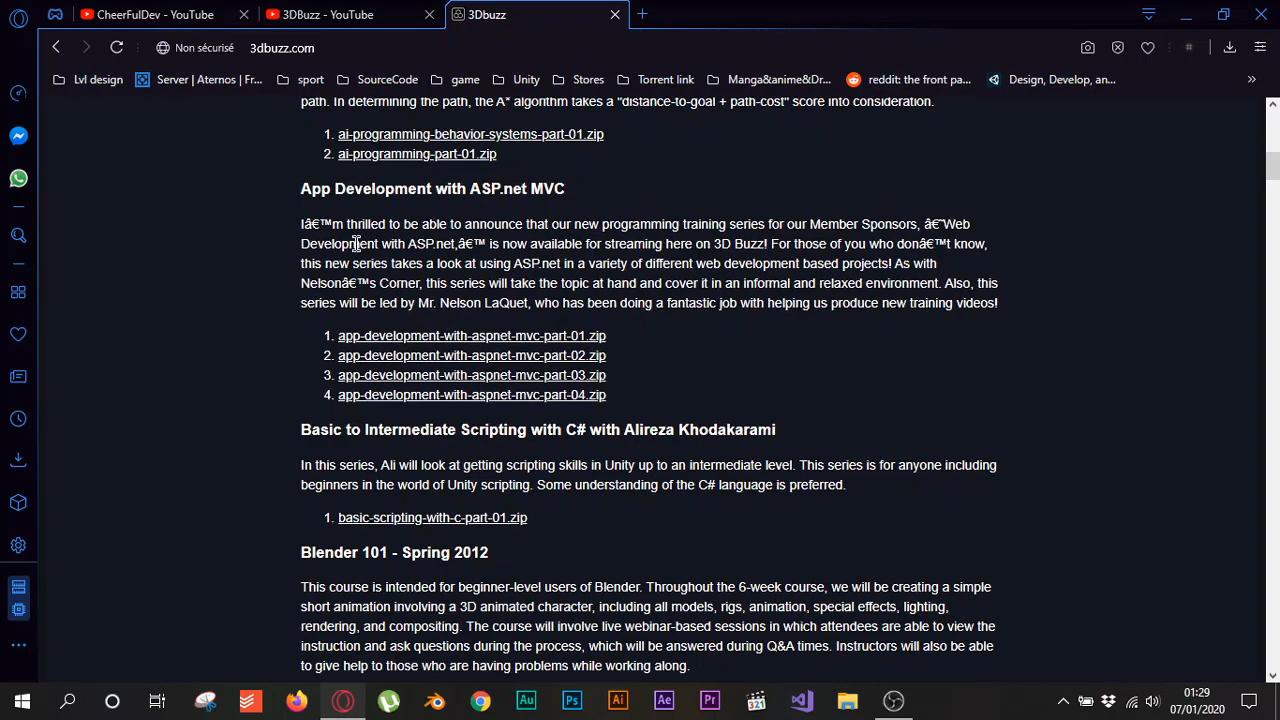 CheerFulDev - YouTube
3DBuzz - YouTube
3Dbuzz
Non sécurisé
3dbuzz.com
Lvl design
Server | Aternos | Fr...
sport
SourceCode
game
Unity
Stores
Torrent link
Manga&anime&Dr...
reddit: the front pa...
Design, Develop, an...
path. In determining the path, the A* algorithm takes a "distance-to-goal + path-cost" score into consideration.
1. ai-programming-behavior-systems-part-01.zip
2. ai-programming-part-01.zip
App Development with ASP.net MVC
Iâ€™m thrilled to be able to announce that our new programming training series for our Member Sponsors, â€˜Web
Development with ASP.net,â€™ is now available for streaming here on 3D Buzz! For those of you who donâ€™t know,
this new series takes a look at using ASP.net in a variety of different web development based projects! As with
Nelsonâ€™s Corner, this series will take the topic at hand and cover it in an informal and relaxed environment. Also, this
series will be led by Mr. Nelson LaQuet, who has been doing a fantastic job with helping us produce new training videos!
1. app-development-with-aspnet-mvc-part-01.zip
2. app-development-with-aspnet-mvc-part-02.zip
3. app-development-with-aspnet-mvc-part-03.zip
4. app-development-with-aspnet-mvc-part-04.zip
Basic to Intermediate Scripting with C# with Alireza Khodakarami
In this series, Ali will look at getting scripting skills in Unity up to an intermediate level. This series is for anyone including
beginners in the world of Unity scripting. Some understanding of the C# language is preferred.
1. basic-scripting-with-c-part-01.zip
Blender 101 - Spring 2012
This course is intended for beginner-level users of Blender. Throughout the 6-week course, we will be creating a simple
short animation involving a 3D animated character, including all models, rigs, animation, special effects, lighting,
rendering, and compositing. The course will involve live webinar-based sessions in which attendees are able to view the
instruction and ask questions during the process, which will be answered during Q&A times. Instructors will also be able
to give help to those who are having problems while working along.
Au
Ps
Ai
Ae
Pr
321
01:29
07/01/2020